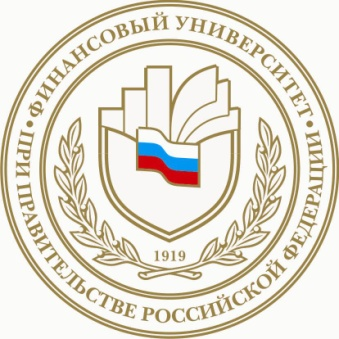 ФИНАНСОВЫЙ УНИВЕРСИТЕТ
ПРИ ПРАВИТЕЛЬСТВЕ РОССИЙСКОЙ ФЕДЕРАЦИИ
1919